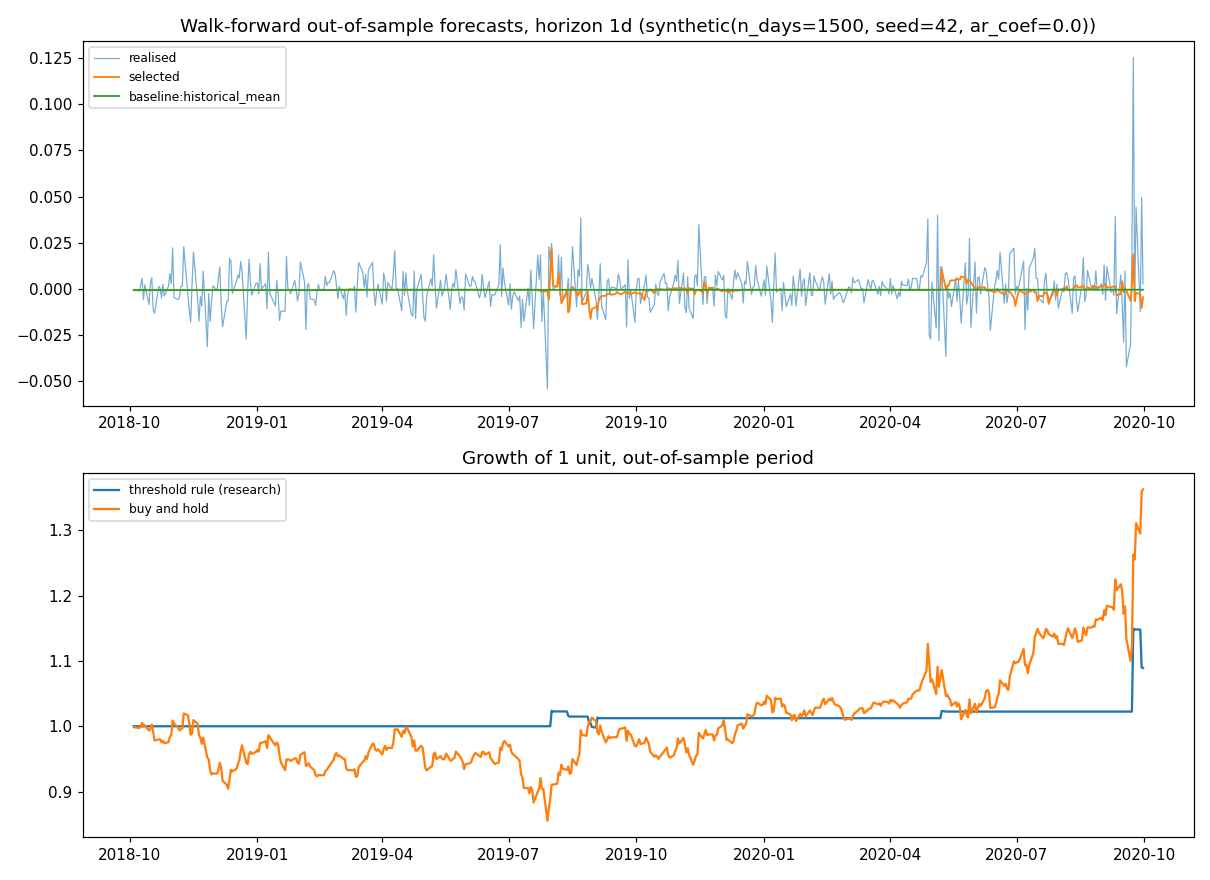 Walk-forward out-of-sample forecasts, horizon 1d (synthetic(n_days=1500, seed=42, ar_coef=0.0))
realised
selected
baseline:historical_mean
0.125
0.100
0.075
0.050
0.025
0.000
−0.025
−0.050
2018-10 2019-01 2019-04 2019-07 2019-10 2020-01 2020-04 2020-07 2020-10
Growth of 1 unit, out-of-sample period
threshold rule (research)
buy and hold
1.3
1.2
1.1
1.0
0.9
2018-10 2019-01 2019-04 2019-07 2019-10 2020-01 2020-04 2020-07 2020-10